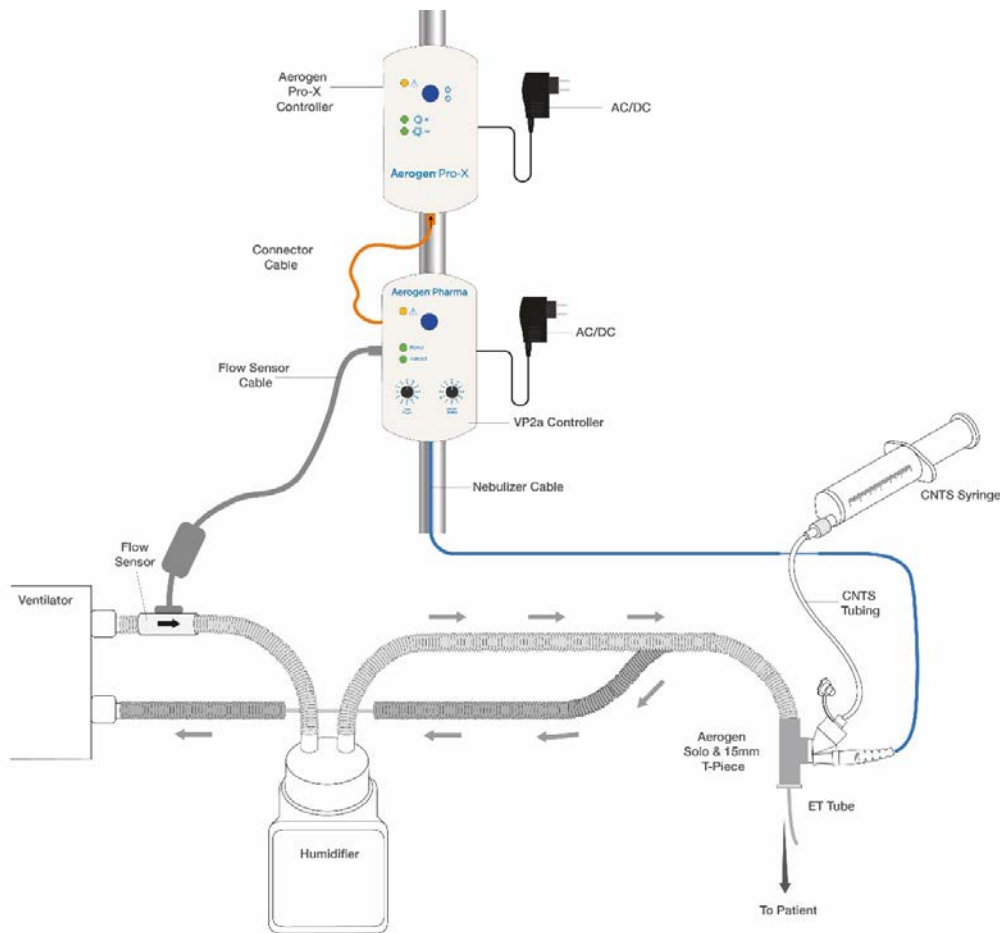 Aerogen
Pro-X
Controller
AC/DC
Aerogen Pro-X
Connector
Cable
Aerogen Pharma
AC/DC
Flow Sensor
Cable
VP2a Controller
Nebulizer Cable
CNTS Syringe
Flow
Sensor
Ventilator
CNTS
Tubing
Aerogen
Solo & 15mm
T-Piece
ET Tube
Humidifier
To Patient